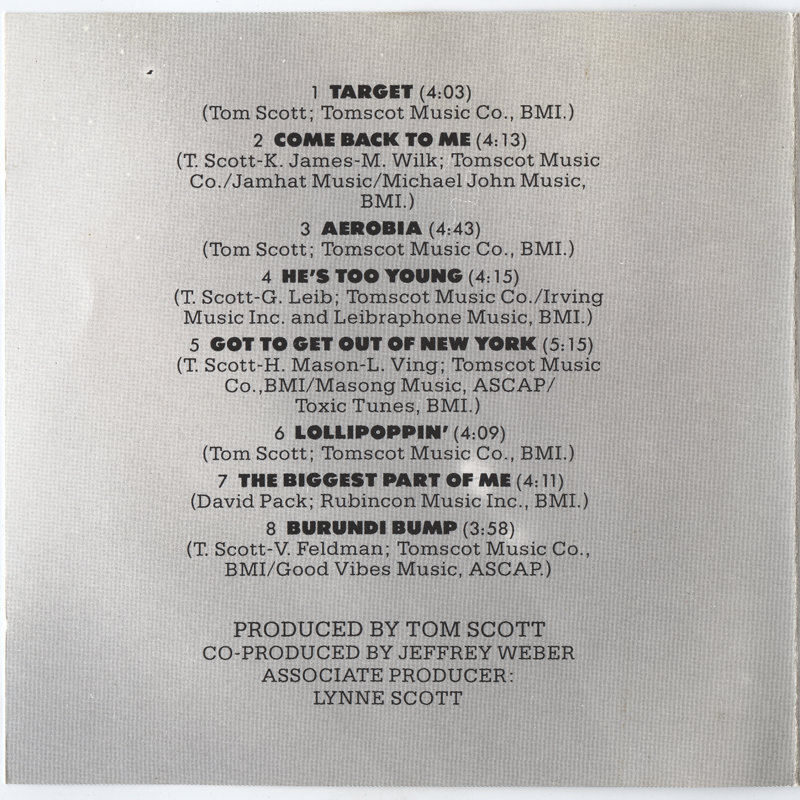 1 TARGET (4:03)
(Tom Scott; Tomscot Music Co., BMI.)
2 COME BACK TO ME (4:13)
(T. Scott-K. James-M. Wilk; Tomscot Music
Co./Jamhat Music/Michael John Music,
BMI.)
3 AEROBIA (4:43)
(Tom Scott; Tomscot Music Co., BMI.)
4 HE'S TOO YOUNG (4:15)
(T. Scott-G. Leib; Tomscot Music Co./Irving
Music Inc. and Leibraphone Music, BMI.)
5 GOT TO GET OUT OF NEW YORK (5:15)
(T. Scott-H. Mason-L. Ving; Tomscot Music
Co.,BMI/Masong Music, ASCAP/
Toxic Tunes, BMI.)
6 LOLLIPOPPIN' (4:09)
(Tom Scott; Tomscot Music Co., BMI.)
7 THE BIGGEST PART OF ME (4:11)
(David Pack; Rubincon Music Inc., BMI.)
8 BURUNDI BUMP (3:58)
(T. Scott-V. Feldman; Tomscot Music Co.,
BMI/Good Vibes Music, ASCAP.)
PRODUCED BY TOM SCOTT
CO-PRODUCED BY JEFFREY WEBER
ASSOCIATE PRODUCER:
LYNNE SCOTT